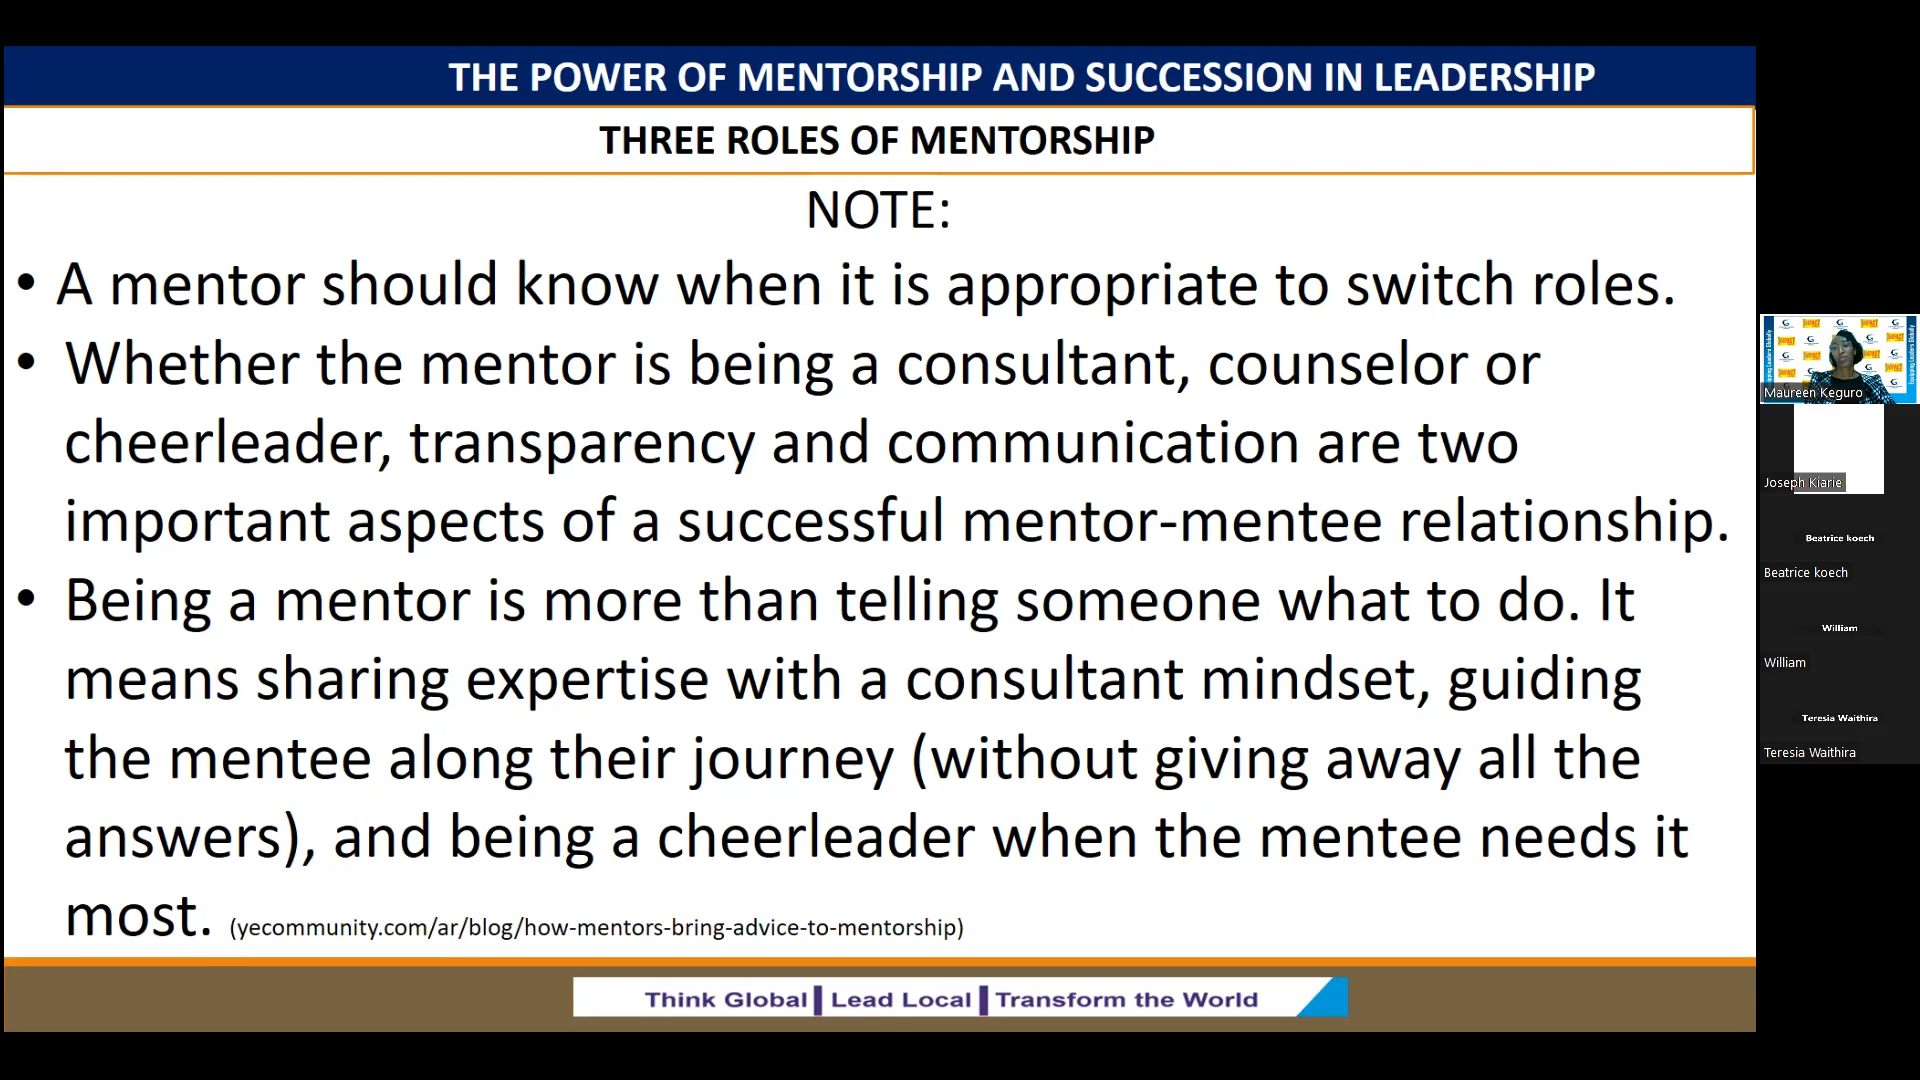 THE POWER OF MENTORSHIP AND SUCCESSION IN LEADERSHIP
THREE ROLES OF MENTORSHIP
NOTE:
• A mentor should know when it is appropriate to switch roles.
• Whether the mentor is being a consultant, counselor or
cheerleader, transparency and communication are two
important aspects of a successful mentor-mentee relationship.
• Being a mentor is more than telling someone what to do. It
means sharing expertise with a consultant mindset, guiding
the mentee along their journey (without giving away all the
answers), and being a cheerleader when the mentee needs it
most. (yecommunity.com/ar/blog/how-mentors-bring-advice-to-mentorship)
Think Global Lead Local Transform the World
Maureen Keguro
Joseph Kiarie
Beatrice koech
Beatrice koech
William
William
Teresia Waithira
Teresia Waithira